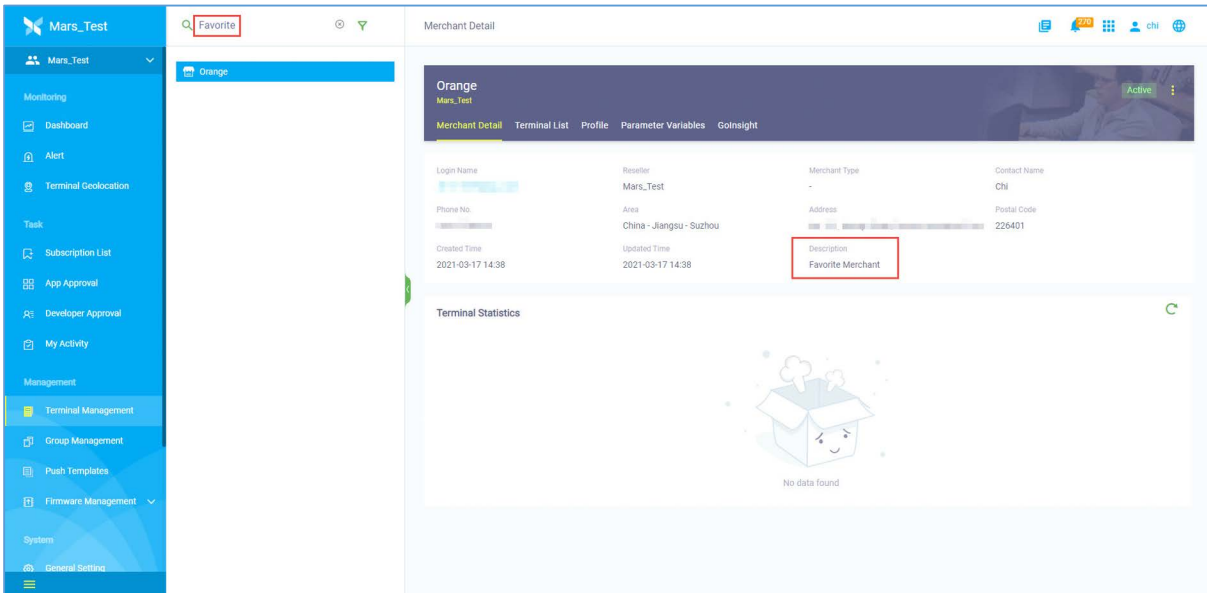 Mars_Test
Favorite
Merchant Detail
270
chi
Mars_Test
Orange
Monitoring
Dashboard
Alert
Terminal Geolocation
Task
Subscription List
App Approval
Developer Approval
My Activity
Management
Terminal Management
Group Management
Push Templates
Firmware Management
System
General Setting
Orange
Mars_Test
Active
Merchant Detail Terminal List Profile Parameter Variables GoInsight
Login Name Reseller Merchant Type Contact Name
Mars_Test - Chi
Phone No. Area Address Postal Code
China - Jiangsu - Suzhou 226401
Created Time Updated Time Description
2021-03-17 14:38 2021-03-17 14:38 Favorite Merchant
Terminal Statistics
No data found